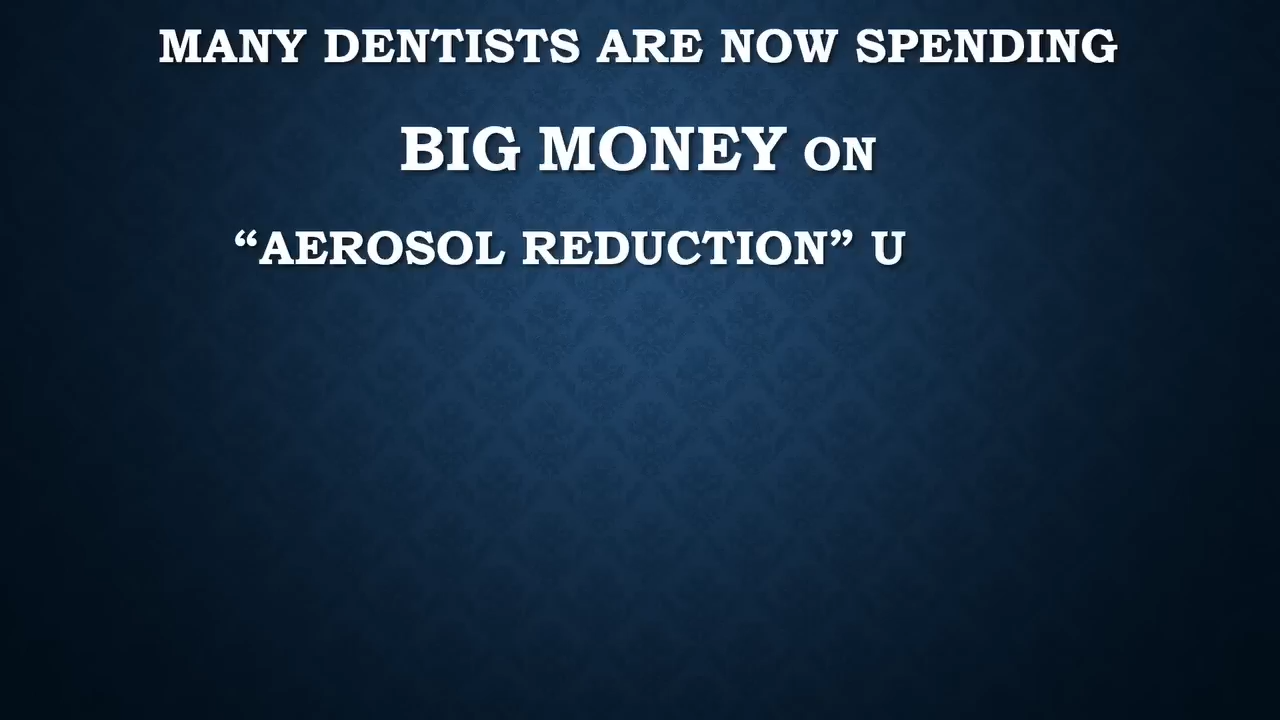 MANY DENTISTS ARE NOW SPENDING
BIG MONEY ON
“AEROSOL REDUCTION” U